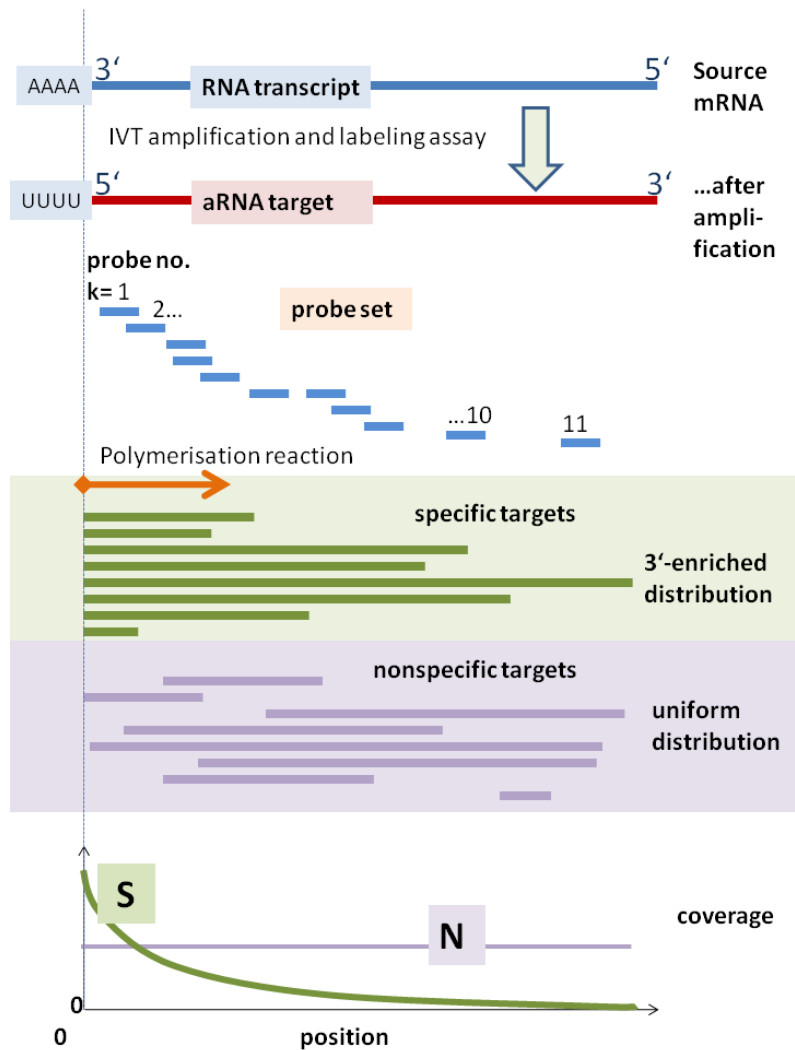 3‘
5‘
AAAA
RNA transcript
Source
mRNA
IVT amplification and labeling assay
5‘
3‘
UUUU
aRNA target
...after
ampli-
fication
probe no.
k= 1
2...
probe set
...10
11
Polymerisation reaction
specific targets
3‘-enriched
distribution
nonspecific targets
uniform
distribution
S
N
coverage
0
0
position